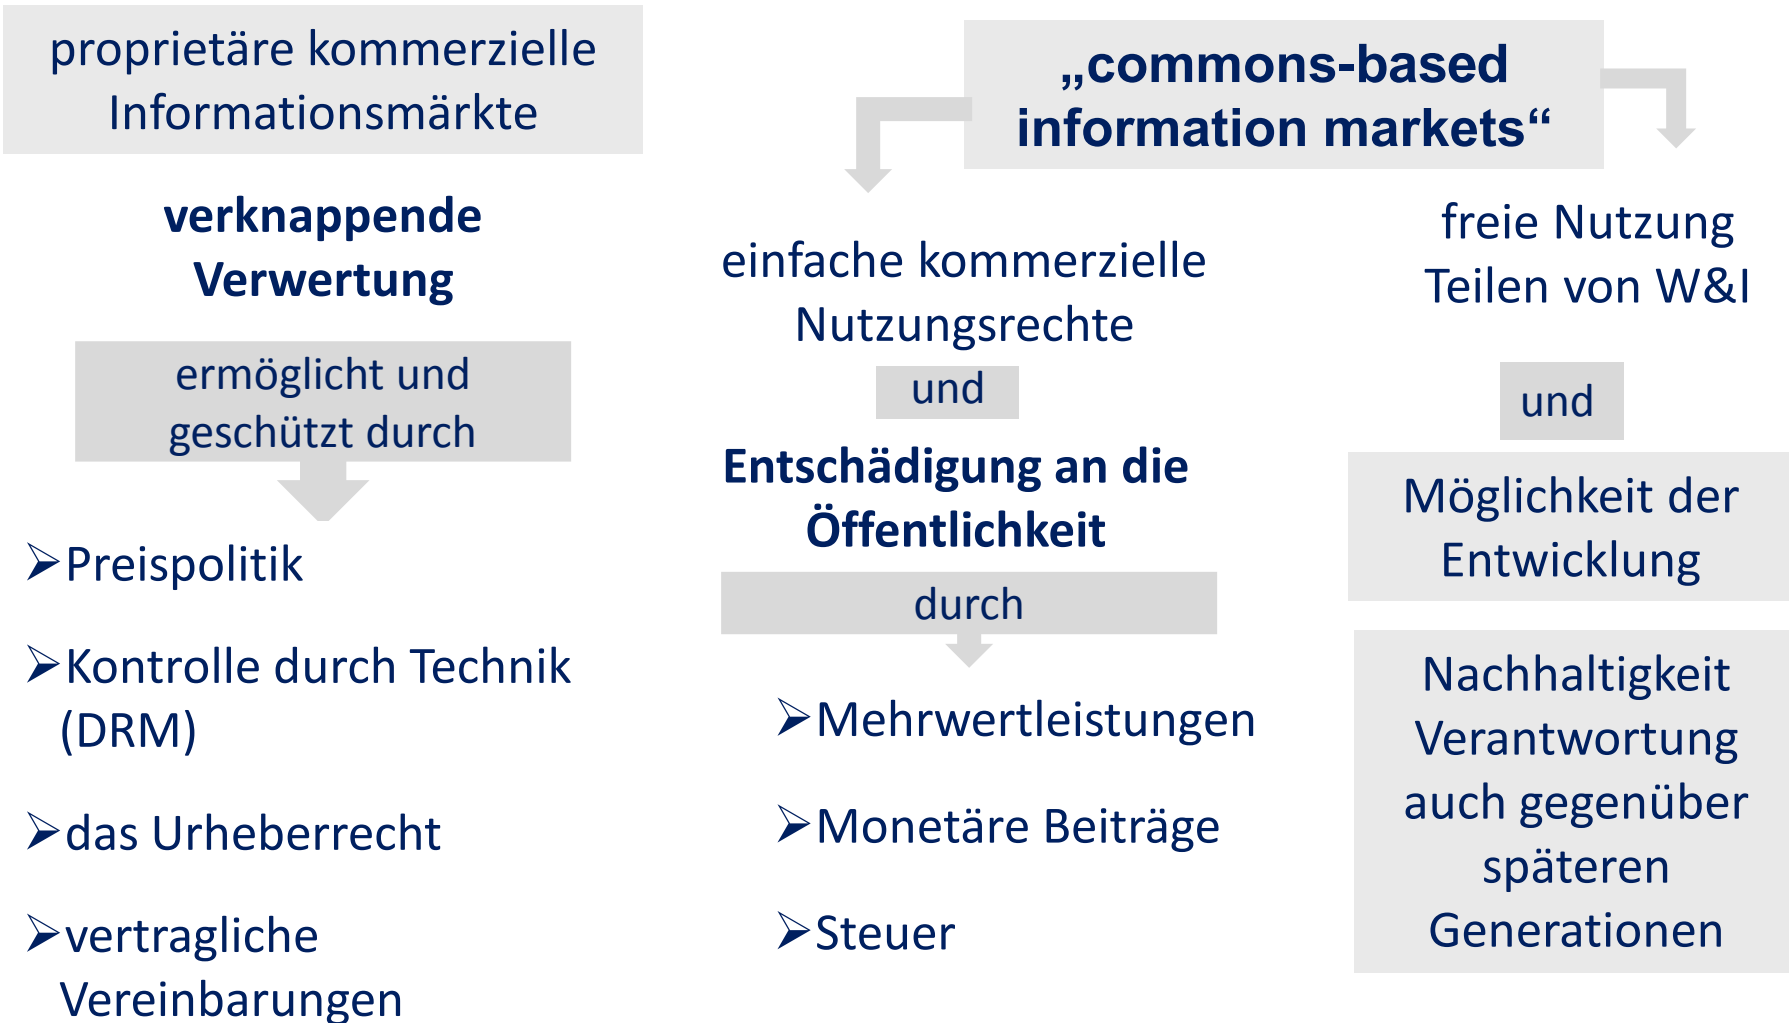 proprietäre kommerzielle
Informationsmärkte
verknappende
Verwertung
ermöglicht und
geschützt durch
➢Preispolitik
➢Kontrolle durch Technik
(DRM)
➢das Urheberrecht
➢vertragliche
Vereinbarungen
„commons-based
information markets“
einfache kommerzielle
Nutzungsrechte
und
Entschädigung an die
Öffentlichkeit
durch
➢Mehrwertleistungen
➢Monetäre Beiträge
➢Steuer
freie Nutzung
Teilen von W&I
und
Möglichkeit der
Entwicklung
Nachhaltigkeit
Verantwortung
auch gegenüber
späteren
Generationen